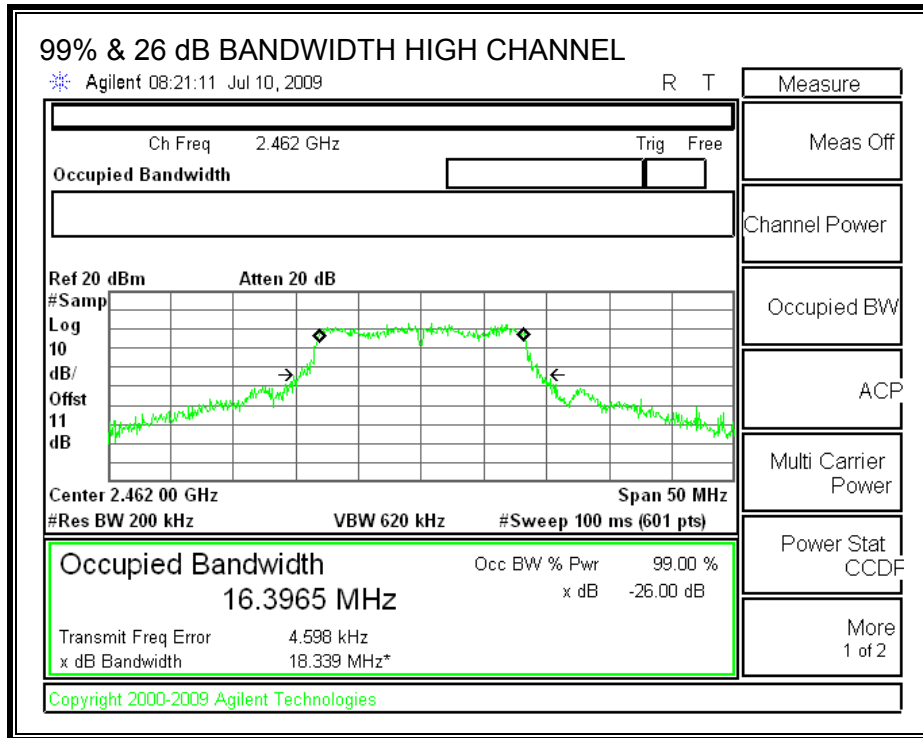 99% & 26 dB BANDWIDTH HIGH CHANNEL
Agilent 08:21:11 Jul 10, 2009 R T
Measure
Ch Freq 2.462 GHz Trig Free
Meas Off
Occupied Bandwidth
Channel Power
Ref 20 dBm Atten 20 dB
#Samp
Log
10
dB/
Offst
11
dB
Occupied BW
ACP
Multi Carrier
Power
Center 2.462 00 GHz Span 50 MHz
#Res BW 200 kHz VBW 620 kHz #Sweep 100 ms (601 pts)
Power Stat
CCDF
Occupied Bandwidth Occ BW % Pwr 99.00 %
16.3965 MHz x dB -26.00 dB
Transmit Freq Error 4.598 kHz
x dB Bandwidth 18.339 MHz*
More
1 of 2
Copyright 2000-2009 Agilent Technologies